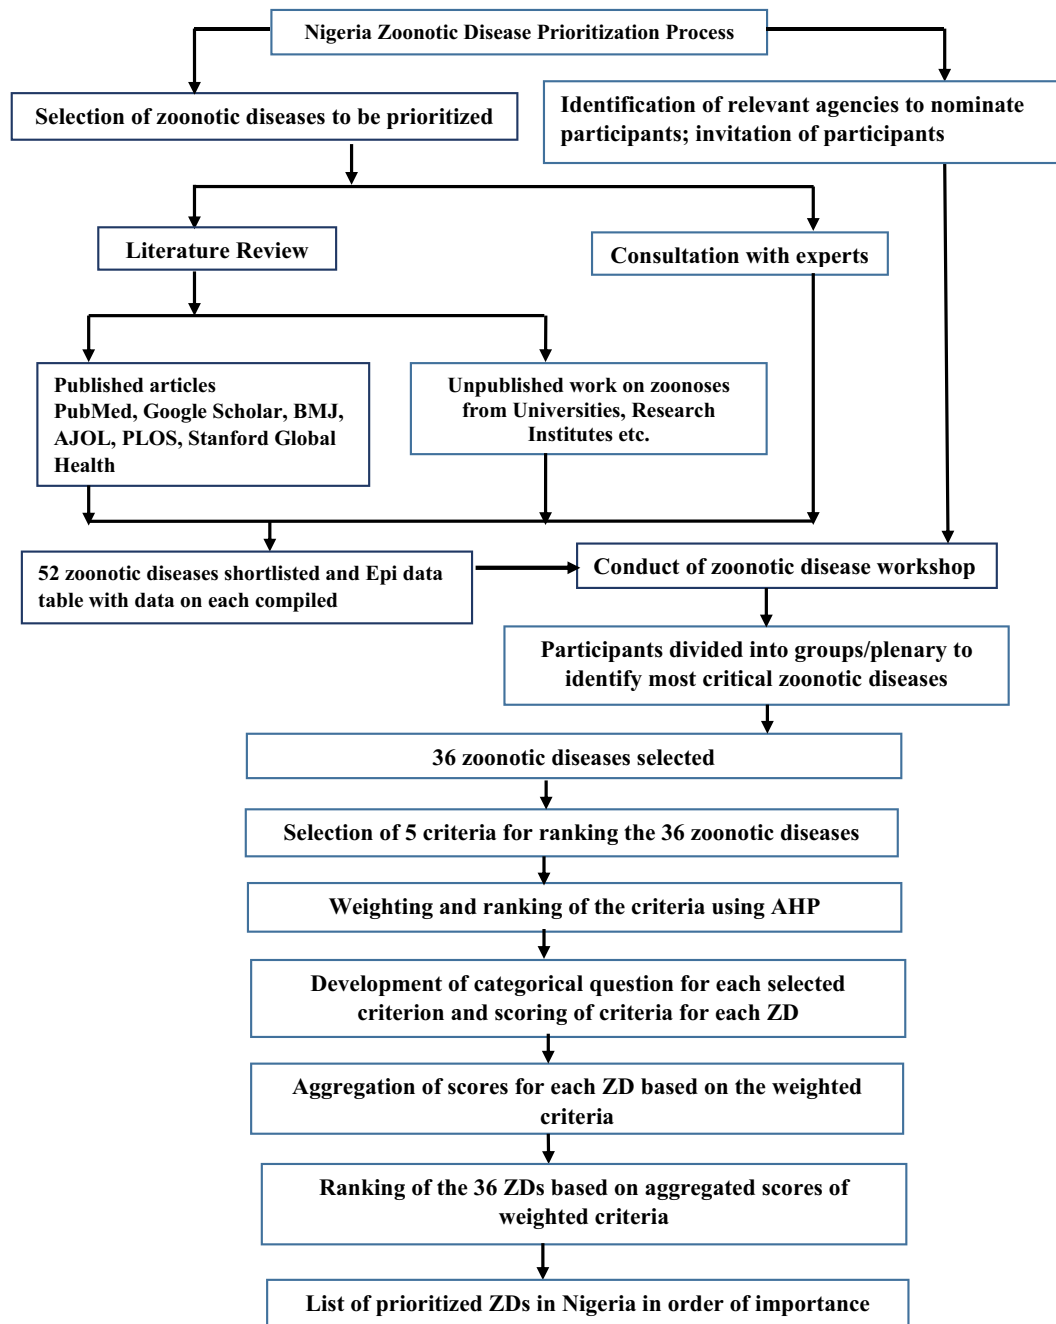 Nigeria Zoonotic Disease Prioritization Process
Selection of zoonotic diseases to be prioritized
Identification of relevant agencies to nominate
participants; invitation of participants
Literature Review
Consultation with experts
Published articles
PubMed, Google Scholar, BMJ,
AJOL, PLOS, Stanford Global
Health
Unpublished work on zoonoses
from Universities, Research
Institutes etc.
52 zoonotic diseases shortlisted and Epi data
table with data on each compiled
Conduct of zoonotic disease workshop
Participants divided into groups/plenary to
identify most critical zoonotic diseases
36 zoonotic diseases selected
Selection of 5 criteria for ranking the 36 zoonotic diseases
Weighting and ranking of the criteria using AHP
Development of categorical question for each selected
criterion and scoring of criteria for each ZD
Aggregation of scores for each ZD based on the weighted
criteria
Ranking of the 36 ZDs based on aggregated scores of
weighted criteria
List of prioritized ZDs in Nigeria in order of importance